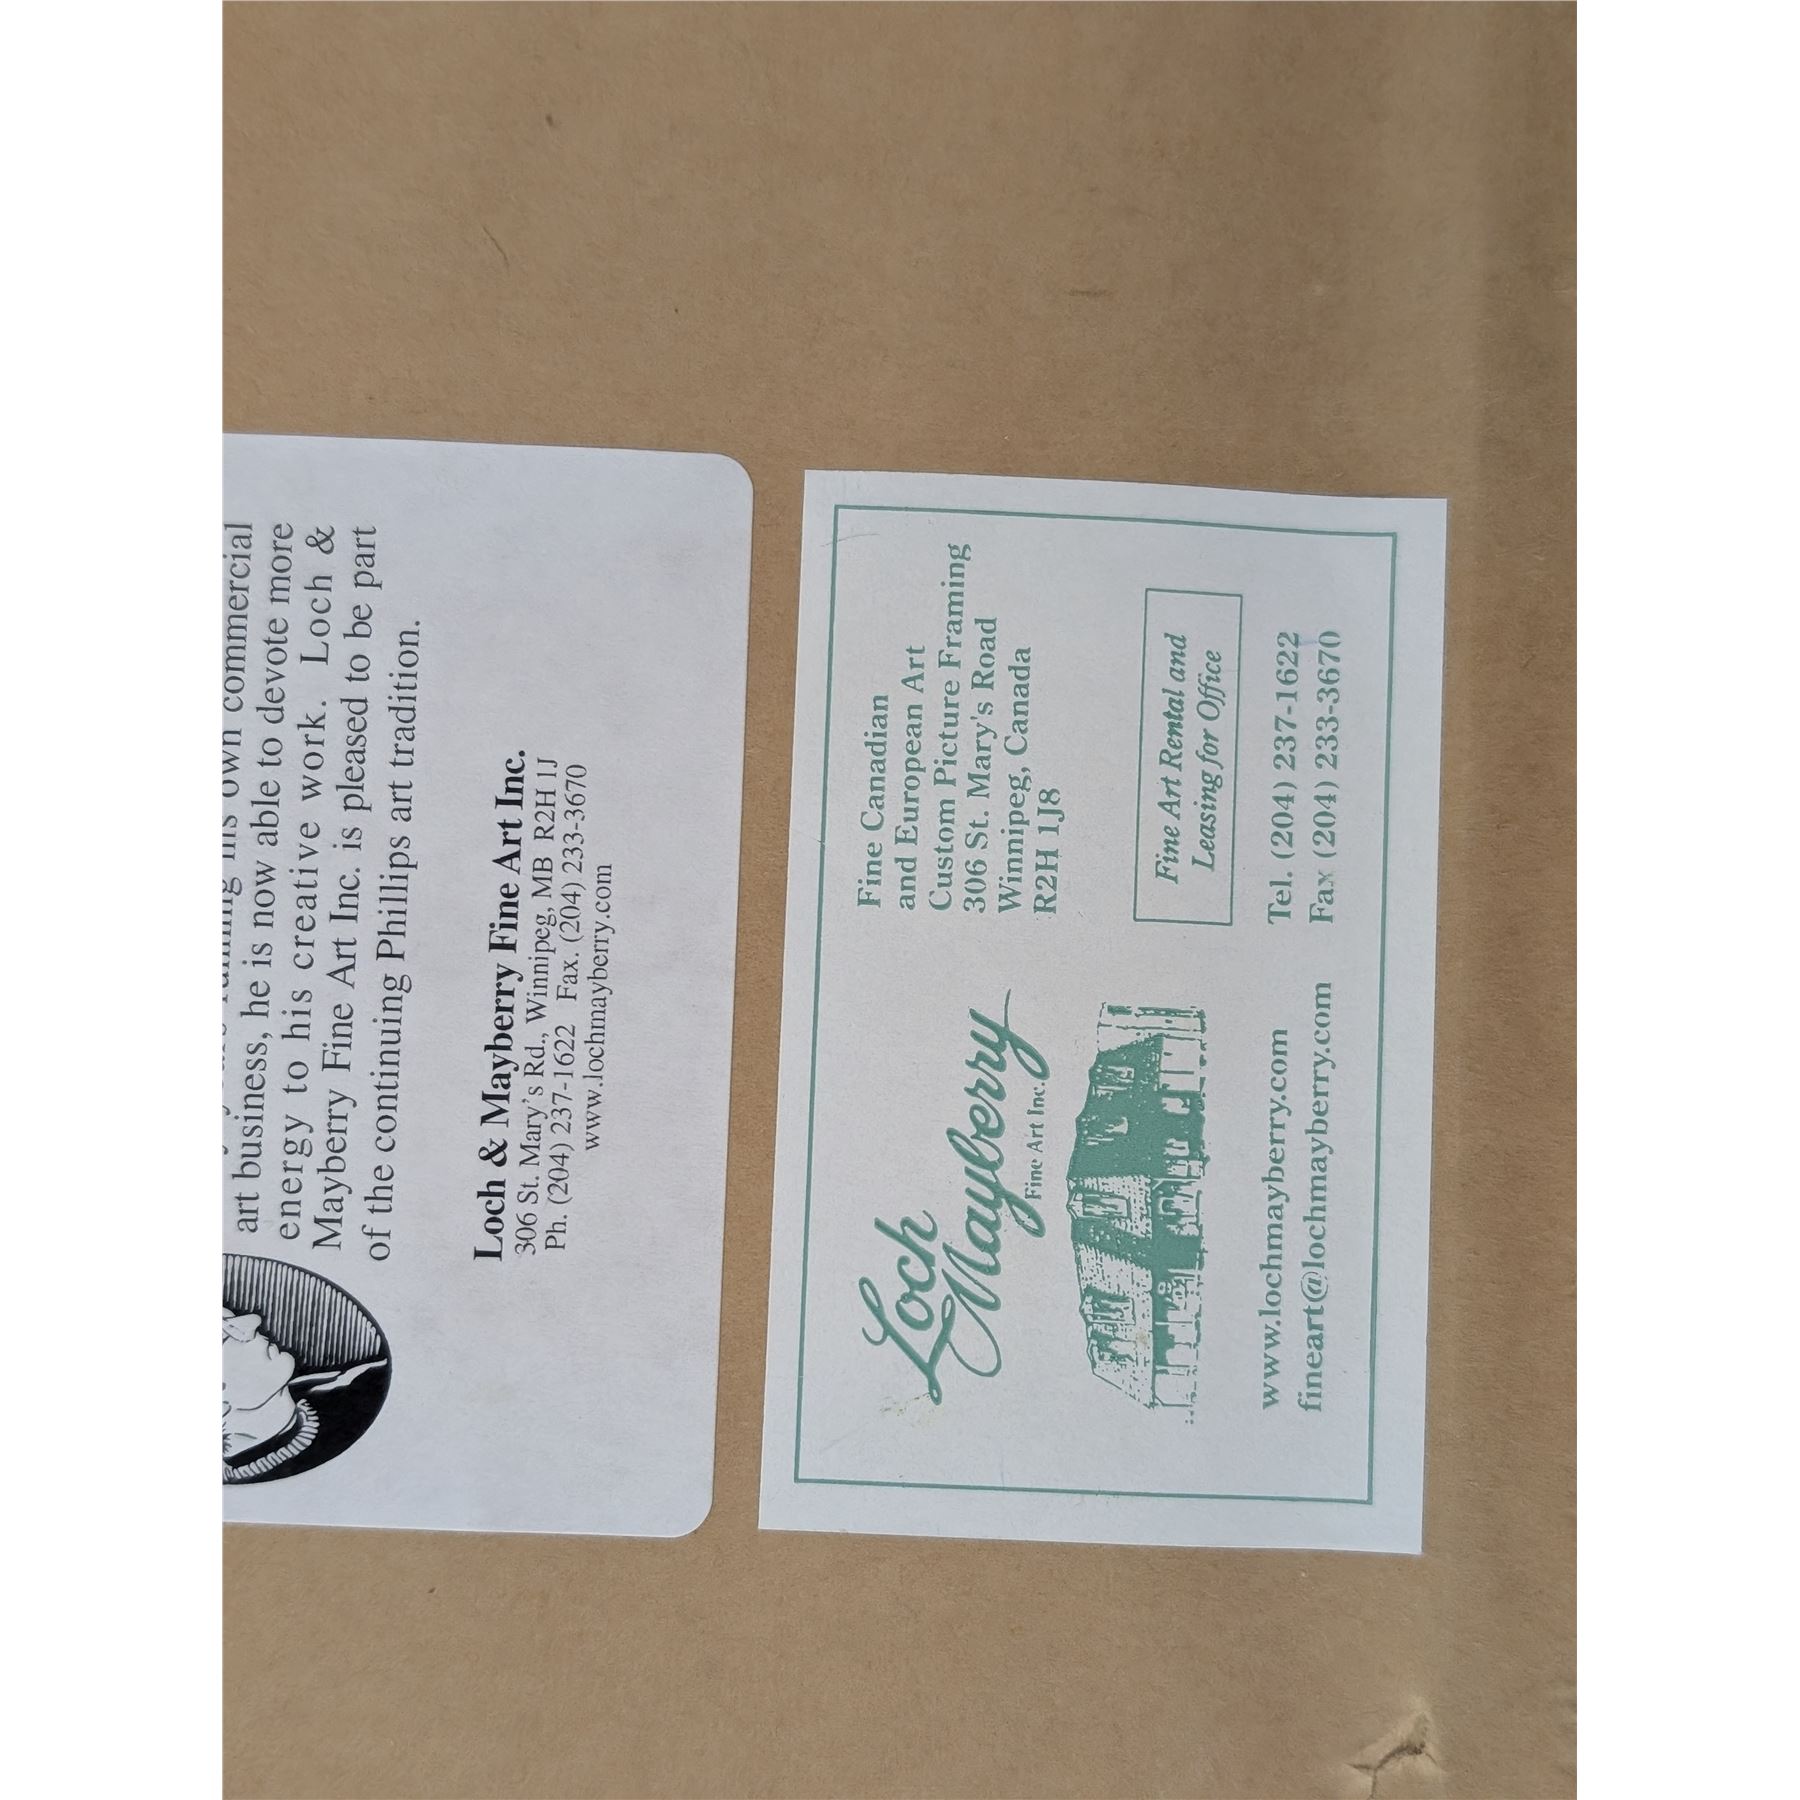 commercial
art business, he is now able to devote more
energy to his creative work. Loch &
Mayberry Fine Art Inc. is pleased to be part
of the continuing Phillips art tradition.
Loch & Mayberry Fine Art Inc.
306 St. Mary's Rd., Winnipeg, MB R2H 1J
Ph. (204) 237-1622 Fax. (204) 233-3670
www.lochmayberry.com
Loch
Mayberry
Fine Art Inc.
Fine Canadian
and European Art
Custom Picture Framing
306 St. Mary's Road
Winnipeg, Canada
R2H 1J8
Fine Art Rental and
Leasing for Office
www.lochmayberry.com
fineart@lochmayberry.com
Tel. (204) 237-1622
Fax (204) 233-3670